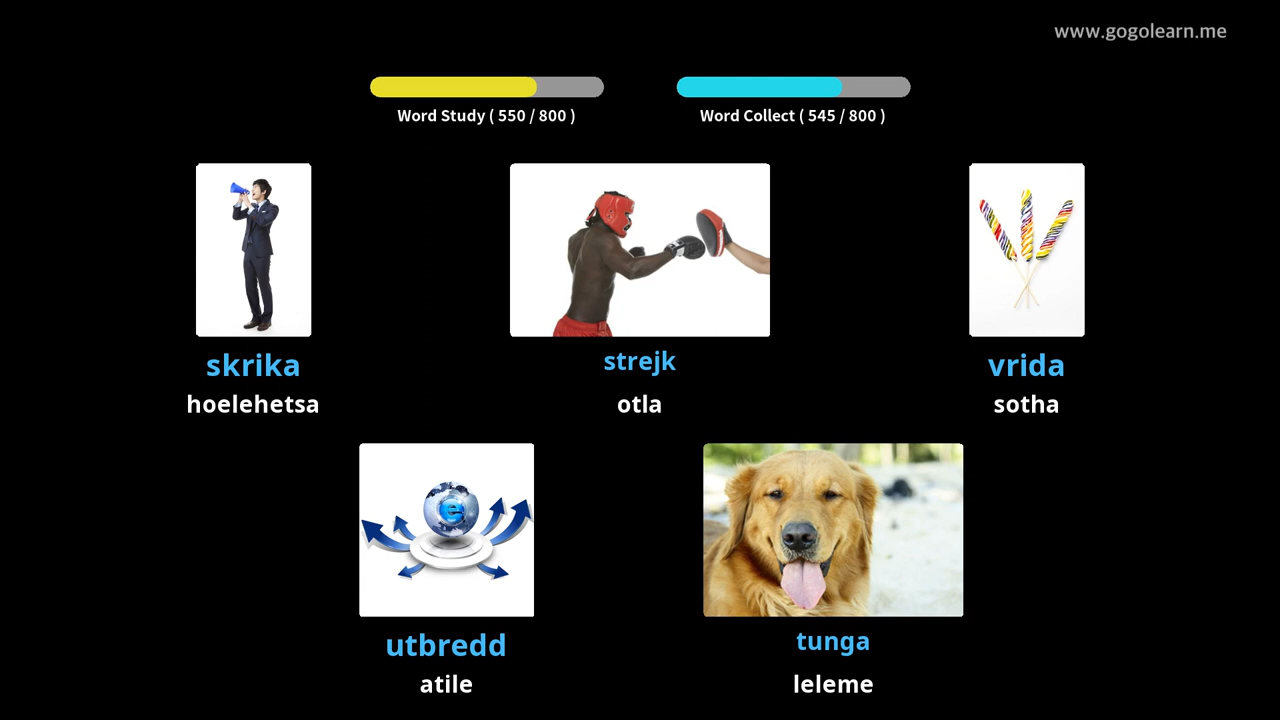 www.gogolearn.me
Word Study ( 550 / 800 )
Word Collect ( 545 / 800 )
skrika
hoelehetsa
strejk
otla
vrida
sotha
utbredd
atile
tunga
leleme